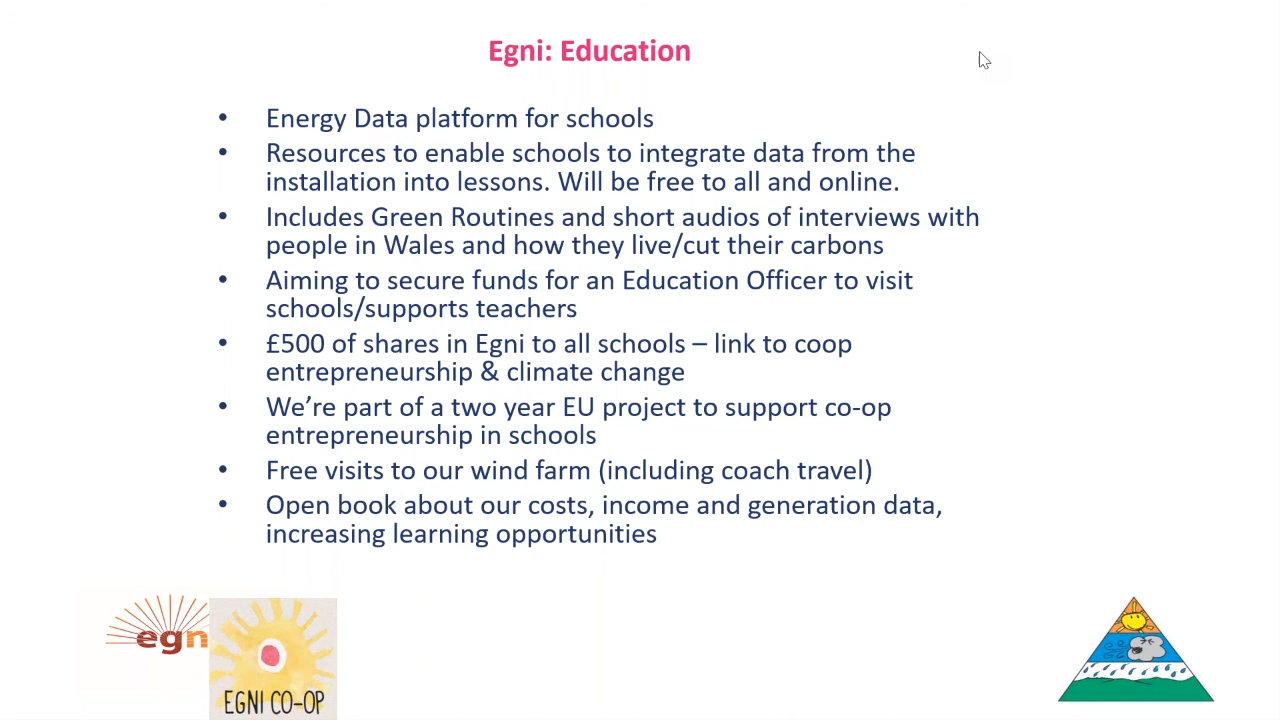 Egni: Education
• Energy Data platform for schools
• Resources to enable schools to integrate data from the
installation into lessons. Will be free to all and online.
• Includes Green Routines and short audios of interviews with
people in Wales and how they live/cut their carbons
• Aiming to secure funds for an Education Officer to visit
schools/supports teachers
• £500 of shares in Egni to all schools – link to coop
entrepreneurship & climate change
• We’re part of a two year EU project to support co-op
entrepreneurship in schools
• Free visits to our wind farm (including coach travel)
• Open book about our costs, income and generation data,
increasing learning opportunities
egn
EGNI CO-OP